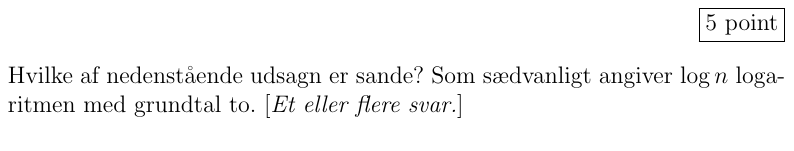 5 point
Hvilke af nedenstående udsagn er sande? Som sædvanligt angiver log n loga-
ritmen med grundtal to. [Et eller flere svar.]